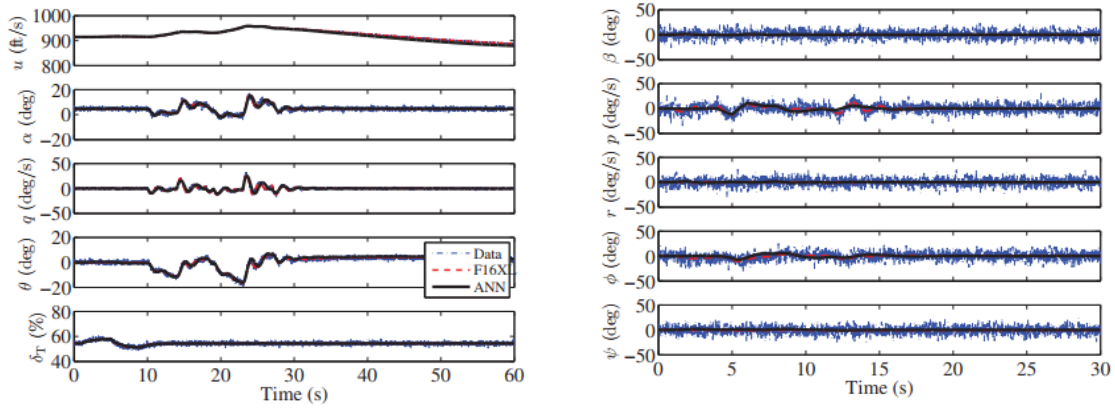 1000
900
800
u (ft/s)
20
0
−20
α (deg)
50
0
−50
q (deg/s)
20
0
−20
θ (deg)
Data
F16XL
ANN
80
60
40
δT (%)
0 10 20 30 40 50 60
Time (s)
50
0
−50
β (deg)
50
0
−50
p (deg/s)
50
0
−50
r (deg/s)
50
0
−50
ϕ (deg)
50
0
−50
ψ (deg)
0 5 10 15 20 25 30
Time (s)